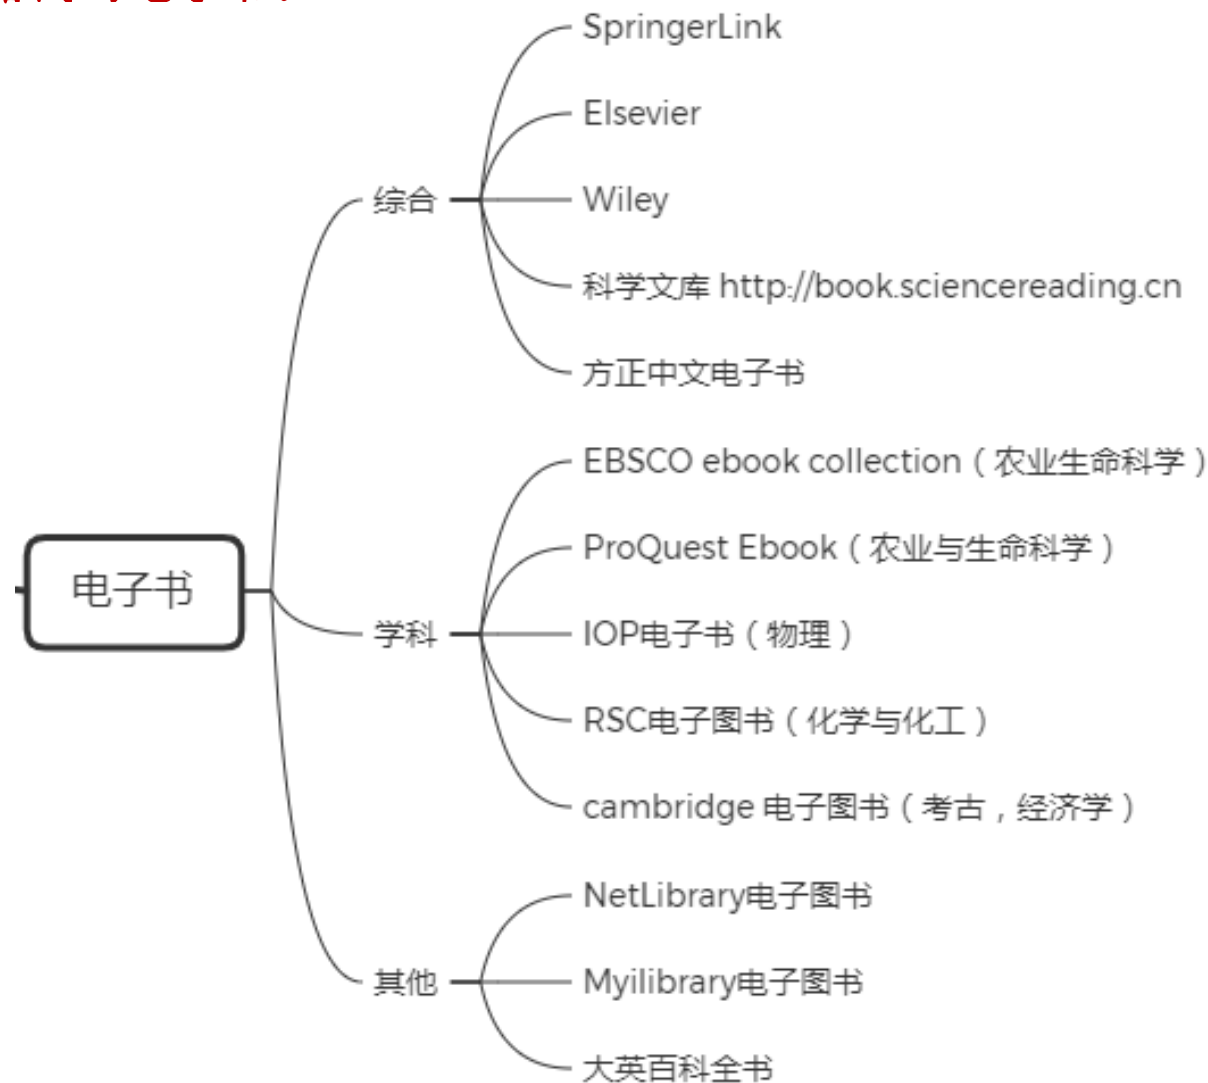 SpringerLink
Elsevier
综合
Wiley
科学文库 http://book.sciencereading.cn
方正中文电子书
EBSCO ebook collection（农业生命科学）
ProQuest Ebook（农业与生命科学）
电子书
学科
IOP电子书（物理）
RSC电子图书（化学与化工）
cambridge 电子图书（考古，经济学）
NetLibrary电子图书
其他
Myilibrary电子图书
大英百科全书